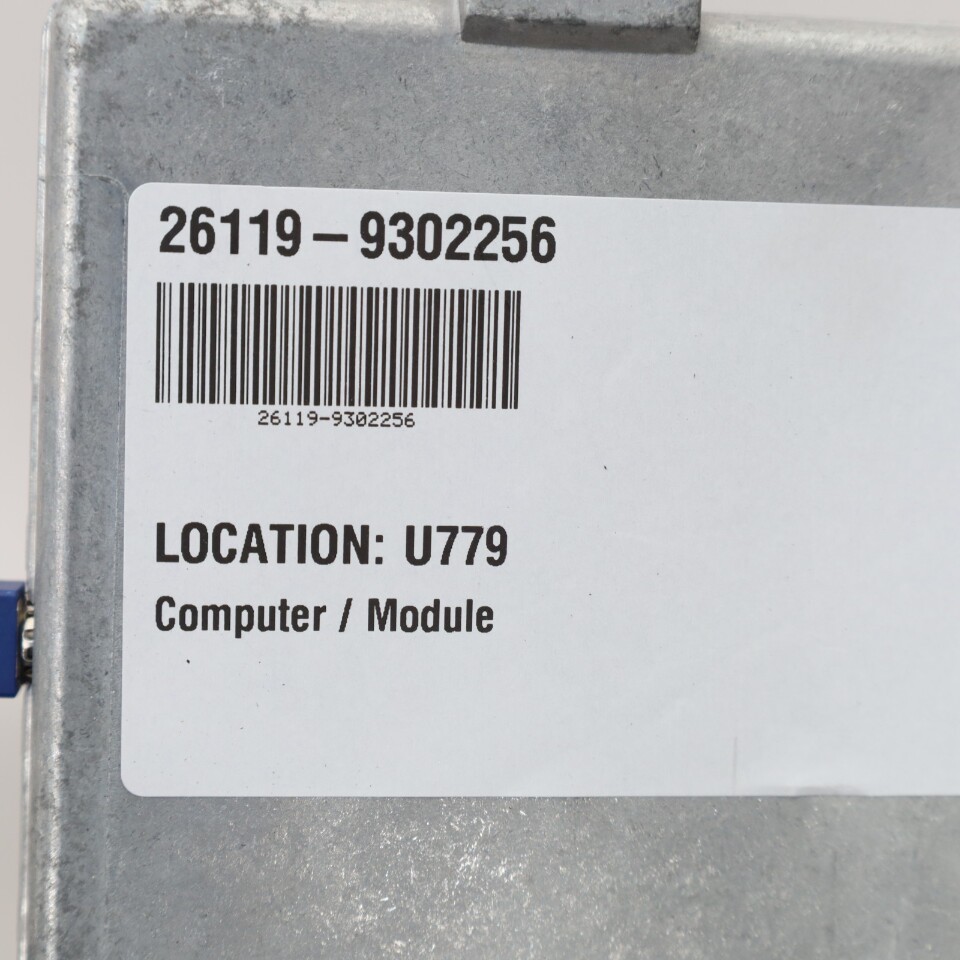 26119-9302256
26119-9302256
LOCATION: U779
Computer / Module